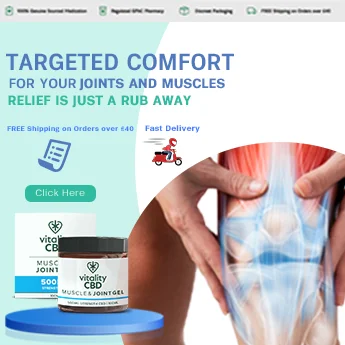 100% Genuine Sourced Medication Registered GPhC Pharmacy Discreet Packaging FREE Shipping on Orders over £40
TARGETED COMFORT
FOR YOUR JOINTS AND MUSCLES
RELIEF IS JUST A RUB AWAY
FREE Shipping on Orders over £40 Fast Delivery
Click Here
vitality
CBD
MUSCL
JOINT
500
vitality
CBD
MUSCLE & JOINT GEL